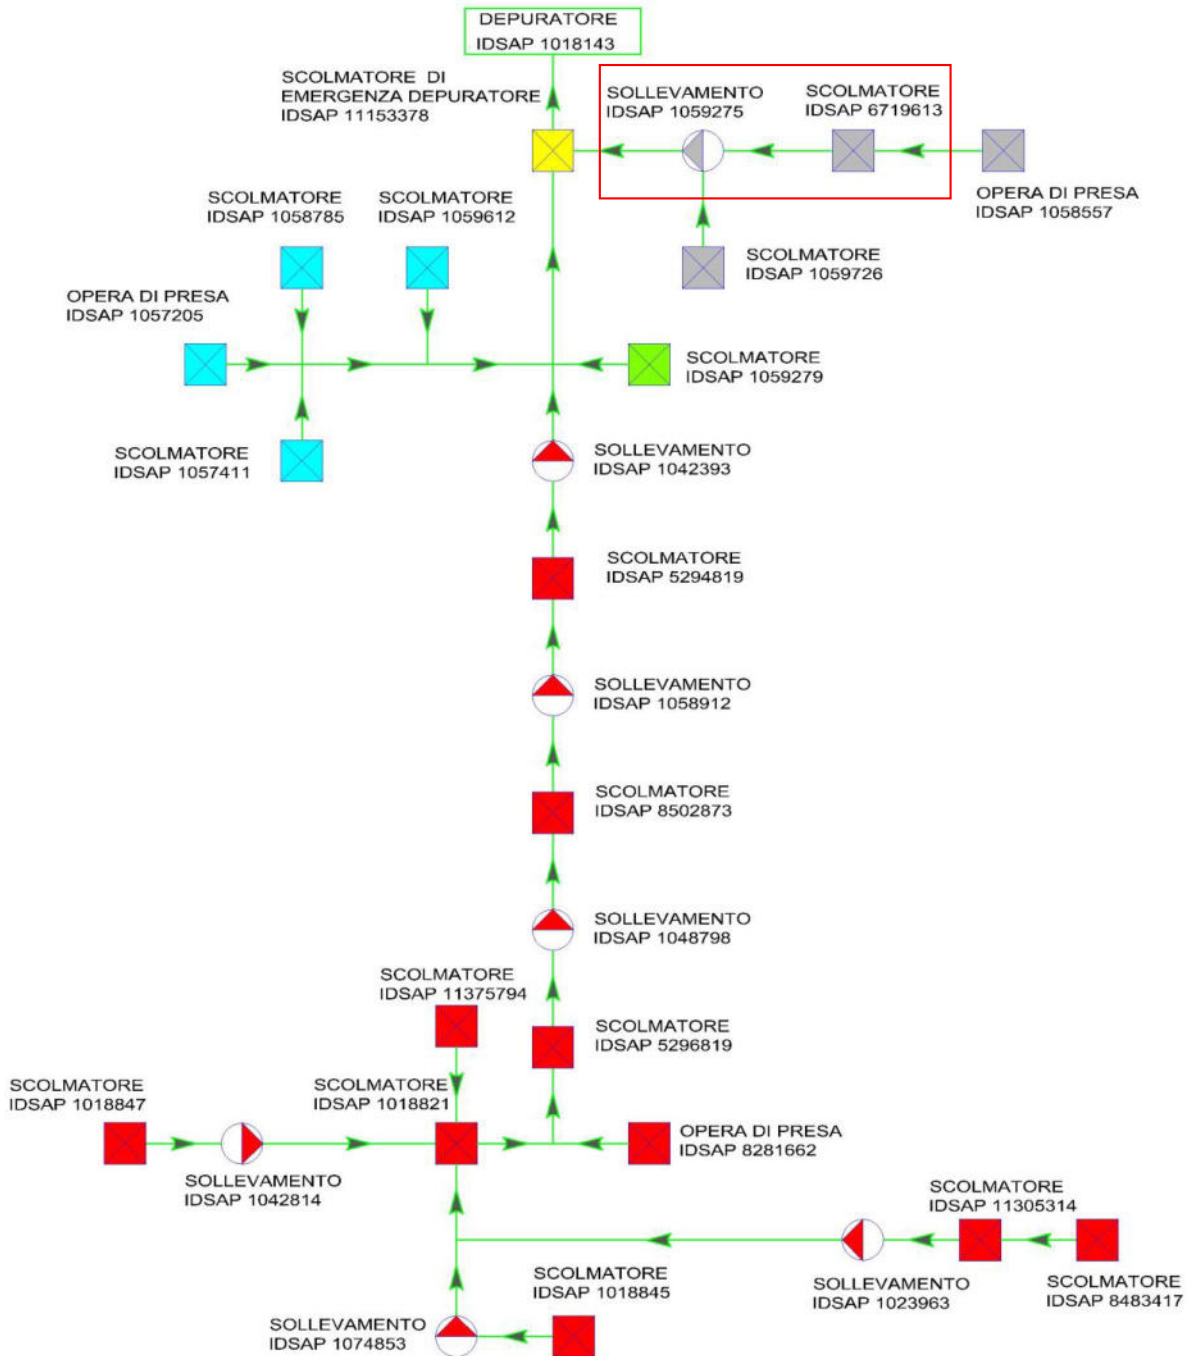 DEPURATORE
IDSAP 1018143
SCOLMATORE DI
EMERGENZA DEPURATORE
IDSAP 11153378
SOLLEVAMENTO
IDSAP 1059275
SCOLMATORE
IDSAP 6719613
OPERA DI PRESA
IDSAP 1058557
SCOLMATORE
IDSAP 1058785
SCOLMATORE
IDSAP 1059612
SCOLMATORE
IDSAP 1059726
OPERA DI PRESA
IDSAP 1057205
SCOLMATORE
IDSAP 1059279
SCOLMATORE
IDSAP 1057411
SOLLEVAMENTO
IDSAP 1042393
SCOLMATORE
IDSAP 5294819
SOLLEVAMENTO
IDSAP 1058912
SCOLMATORE
IDSAP 8502873
SOLLEVAMENTO
IDSAP 1048798
SCOLMATORE
IDSAP 11375794
SCOLMATORE
IDSAP 5296819
SCOLMATORE
IDSAP 1018847
SCOLMATORE
IDSAP 1018821
OPERA DI PRESA
IDSAP 8281662
SOLLEVAMENTO
IDSAP 1042814
SCOLMATORE
IDSAP 11305314
SCOLMATORE
IDSAP 1018845
SOLLEVAMENTO
IDSAP 1023963
SCOLMATORE
IDSAP 8483417
SOLLEVAMENTO
IDSAP 1074853